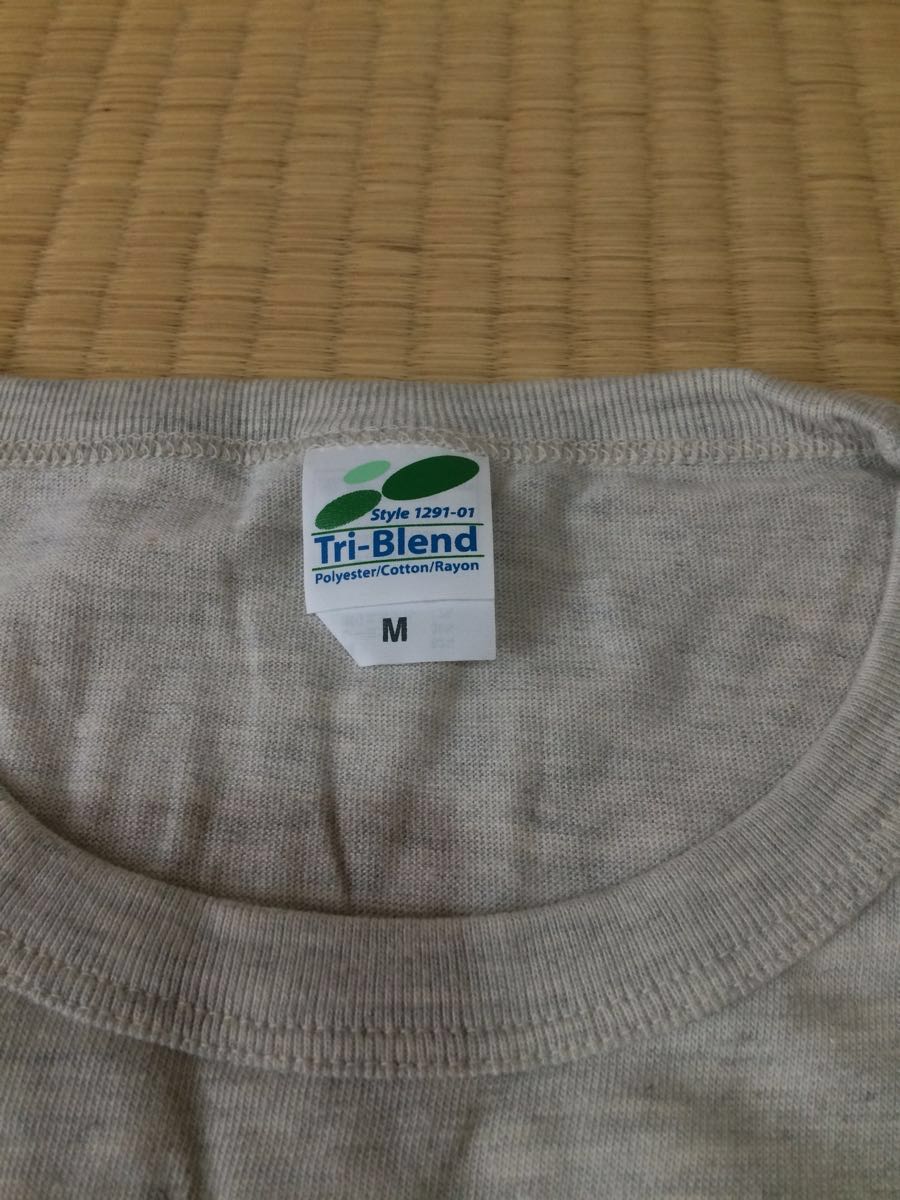 Style 1291-01
Tri-Blend
Polyester/Cotton/Rayon
M